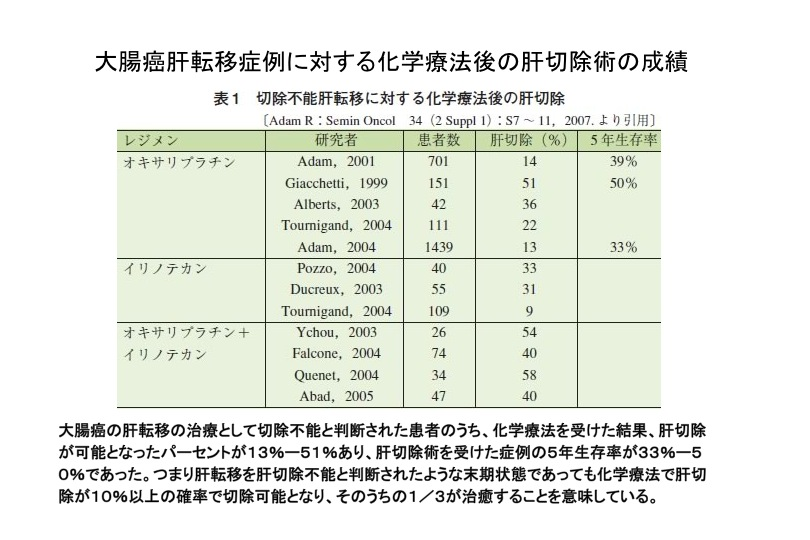 大腸癌肝転移症例に対する化学療法後の肝切除術の成績
表1 切除不能肝転移に対する化学療法後の肝切除
〔Adam R:Semin Oncol 34(2 Suppl 1):S7～11,2007.より引用〕
レジメン 研究者 患者数 肝切除(%) 5年生存率
オキサリプラチン Adam,2001 701 14 39%
Giacchetti,1999 151 51 50%
Alberts,2003 42 36
Tournigand,2004 111 22
Adam,2004 1439 13 33%
イリノテカン Pozzo,2004 40 33
Ducreux,2003 55 31
Tournigand,2004 109 9
オキサリプラチン＋ Ychou,2003 26 54
イリノテカン Falcone,2004 74 40
Quenet,2004 34 58
Abad,2005 47 40
大腸癌の肝転移の治療として切除不能と判断された患者のうち、化学療法を受けた結果、肝切除
が可能となったパーセントが１３％―５１％あり、肝切除術を受けた症例の５年生存率が３３％―５
０％であった。つまり肝転移を肝切除不能と判断されたような末期状態であっても化学療法で肝切
除が１０％以上の確率で切除可能となり、そのうちの１／３が治癒することを意味している。